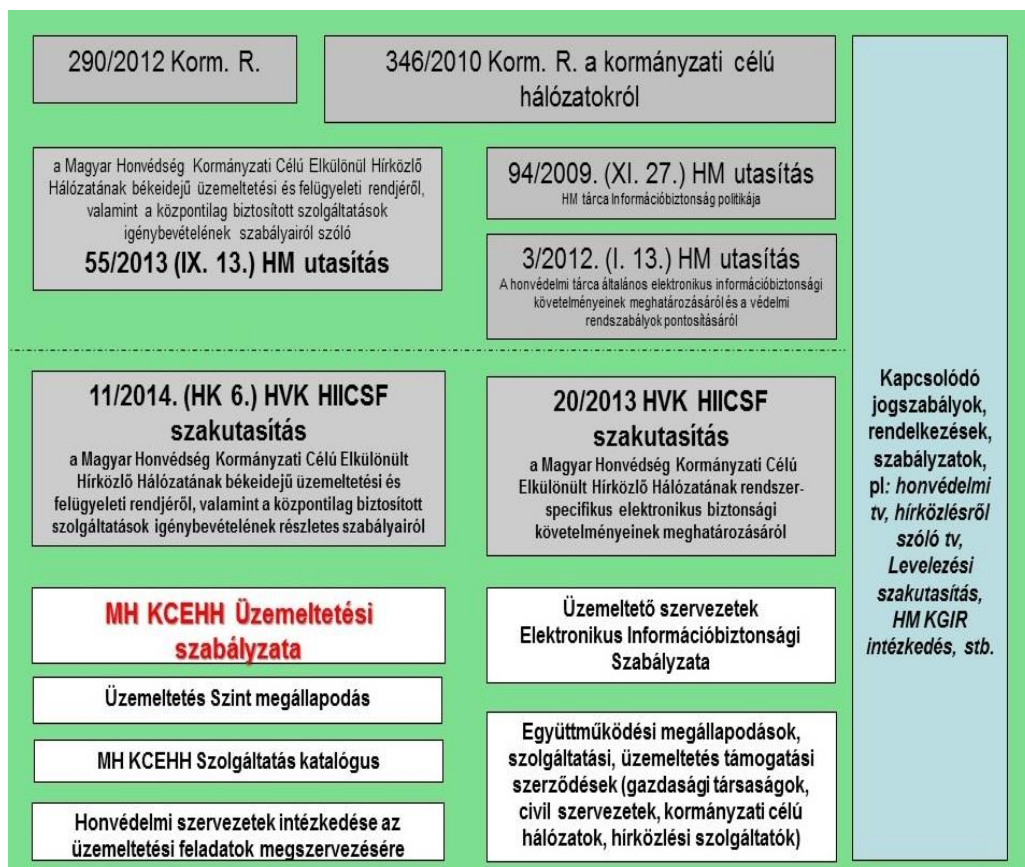 290/2012 Korm. R.
346/2010 Korm. R. a kormányzati célú
hálózatokról
a Magyar Honvédség Kormányzati Célú Elkülönül Hírközlő
Hálózatának békeidejű üzemeltetési és felügyeleti rendjéről,
valamint a központilag biztosított szolgáltatások
igénybevételének szabályairól szóló
55/2013 (IX. 13.) HM utasítás
94/2009. (XI. 27.) HM utasítás
HM tárca Információbiztonság politikája
3/2012. (I. 13.) HM utasítás
A honvédelmi tárca általános elektronikus információbiztonsági
követelményeinek meghatározásáról és a védelmi
rendszabályok pontosításáról
11/2014. (HK 6.) HVK HIICSF
szakutasítás
a Magyar Honvédség Kormányzati Célú Elkülönült
Hírközlő Hálózatának békeidejű üzemeltetési és
felügyeleti rendjéről, valamint a központilag biztosított
szolgáltatások igénybevételének részletes szabályairól
20/2013 HVK HIICSF
szakutasítás
a Magyar Honvédség Kormányzati Célú
Elkülönült Hírközlő Hálózatának rendszer-
specifikus elektronikus biztonsági
követelményeinek meghatározásáról
MH KCEHH Üzemeltetési
szabályzata
Üzemeltetés Szint megállapodás
MH KCEHH Szolgáltatás katalógus
Honvédelmi szervezetek intézkedése az
üzemeltetési feladatok megszervezésére
Üzemeltető szervezetek
Elektronikus Információbiztonsági
Szabályzata
Együttműködési megállapodások,
szolgáltatási, üzemeltetés támogatási
szerződések (gazdasági társaságok,
civil szervezetek, kormányzati célú
hálózatok, hírközlési szolgáltatók)
Kapcsolódó
jogszabályok,
rendelkezések,
szabályzatok,
pl: honvédelmi
tv, hírközlésről
szóló tv,
Levelezési
szakutasítás,
HM KGIR
intézkedés, stb.